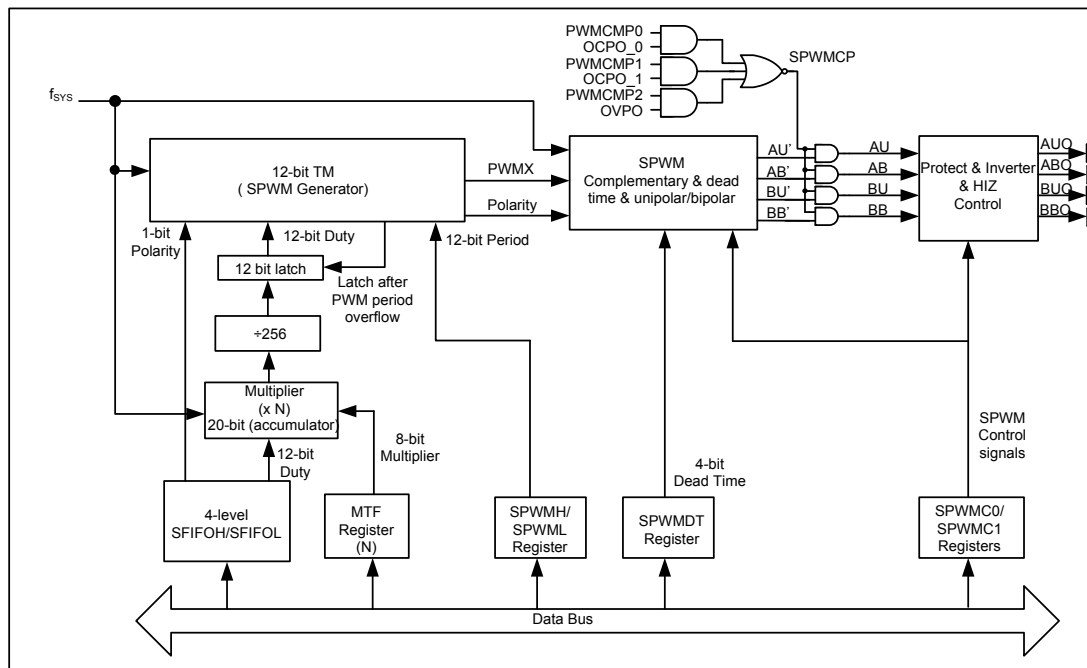 PWMCMP0
OCPO_0
PWMCMP1
OCPO_1
PWMCMP2
OVPO
SPWMCP
fSYS
12-bit TM
( SPWM Generator)
PWMX
Polarity
SPWM
Complementary & dead
time & unipolar/bipolar
AU'
AB'
BU'
BB'
AU
AB
BU
BB
Protect & Inverter
& HIZ
Control
AUO
ABO
BUO
BBO
1-bit
Polarity
12-bit Duty
12-bit Period
12 bit latch
Latch after
PWM period
overflow
÷256
Multiplier
(x N)
20-bit (accumulator)
12-bit
Duty
8-bit
Multiplier
4-bit
Dead Time
SPWM
Control
signals
4-level
SFIFOH/SFIFOL
MTF
Register
(N)
SPWMH/
SPWML
Register
SPWMDT
Register
SPWMC0/
SPWMC1
Registers
Data Bus